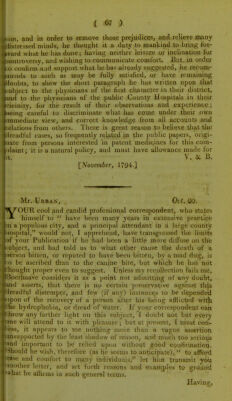 ( 67 )
ion, and in order to remove those prejudices, and relieve many
distressed minds, he thought it a duty to mankind to bring for-
ward what he has done; having neither leisure or inclination for
controversy, and wishing to communicate comfort. But in order
to confirm and support what he has already suggested, he recom-
mends to such as may be fully satisfied, or have remaining
doubts, to shew the short paragraph he has written upon that
subject to the physicians of the first character in their district,
and to the physicians of the public County Hospitals in their
vicinity, for the result of their observations and experience;
being careful to discriminate what has come under their own
immediate view, and correct knowledge from all accounts and
relations from others. There is great reason to believe that the
dreadful cases, so frequently related in the public papers, origi-
nate from persons interested in patent medicines for this com-
plaint; it is a natural policy, and must have allowance made for
it. V. & B.
[November, 1794.]
Mr. Urban, Oct. 20.
YOUR cool and candid professional correspondent, who states
himself to "have been many years in extensive practice
in a populous city, and a principal attendant in a large county
hospital," would not, I apprehend, have transgressed the limits
of your Publication if he had been a little more diffuse on the
subject, and had told us to what other cause the death of a
person bitten, or reputed to have been bitten, by a mad dog, is
to be ascribed than to the canine bite, but which he has not
thought proper even to suggest. Unless my recollection fails me,
Boerhaave considers it as a point not admitting of any doubt,
and asserts, that there is no certain preservative against this
dreadful distemper, and few (if any) instances to be depended
upon of the recovery of a person after his being afflicted with
the hydrophobia, or dread of water. If your correspondent can
throw any farther light on this subject, I doubt not but every
one will attend to it with pleasure; but at present, I must con-
fess, it appears to me nothing more than a vague assertion
unsupported by the least shadow of reason, and much too serious
and important to be relied upon without good confirmation.
Should he wish, therefore (as he seems to anticipate), "to afford
ease and comfort to many individuals," let him transmit you
another letter, and set forth reasons and examples to ground
what he affirms in such general terms.
Having,